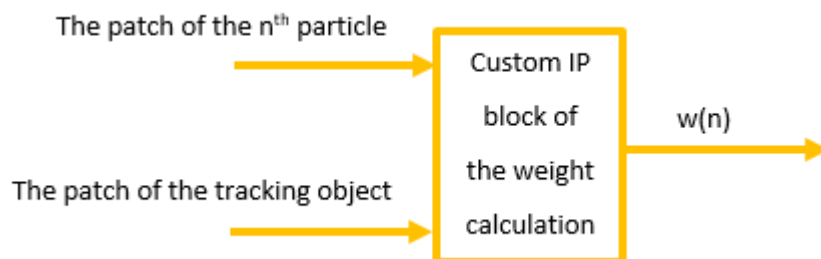 The patch of the nth particle
The patch of the tracking object
Custom IP
block of
the weight
calculation
w(n)